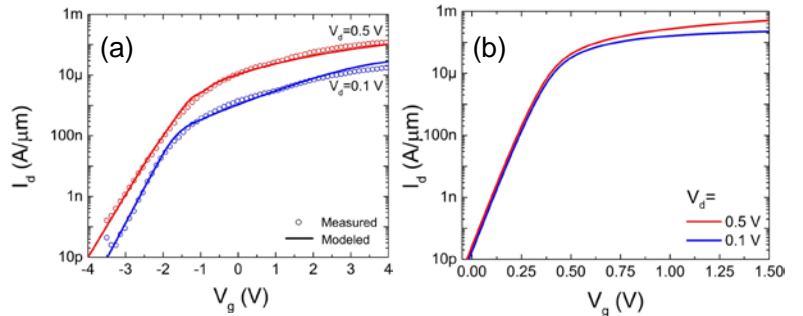 (a)
V_d=0.5 V
V_d=0.1 V
Measured
Modeled
1m
10µ
100n
1n
10p
I_d (A/µm)
-4 -3 -2 -1 0 1 2 3 4
V_g (V)
(b)
V_d=
0.5 V
0.1 V
1m
10µ
100n
1n
10p
I_d (A/µm)
0.00 0.25 0.50 0.75 1.00 1.25 1.50
V_g (V)